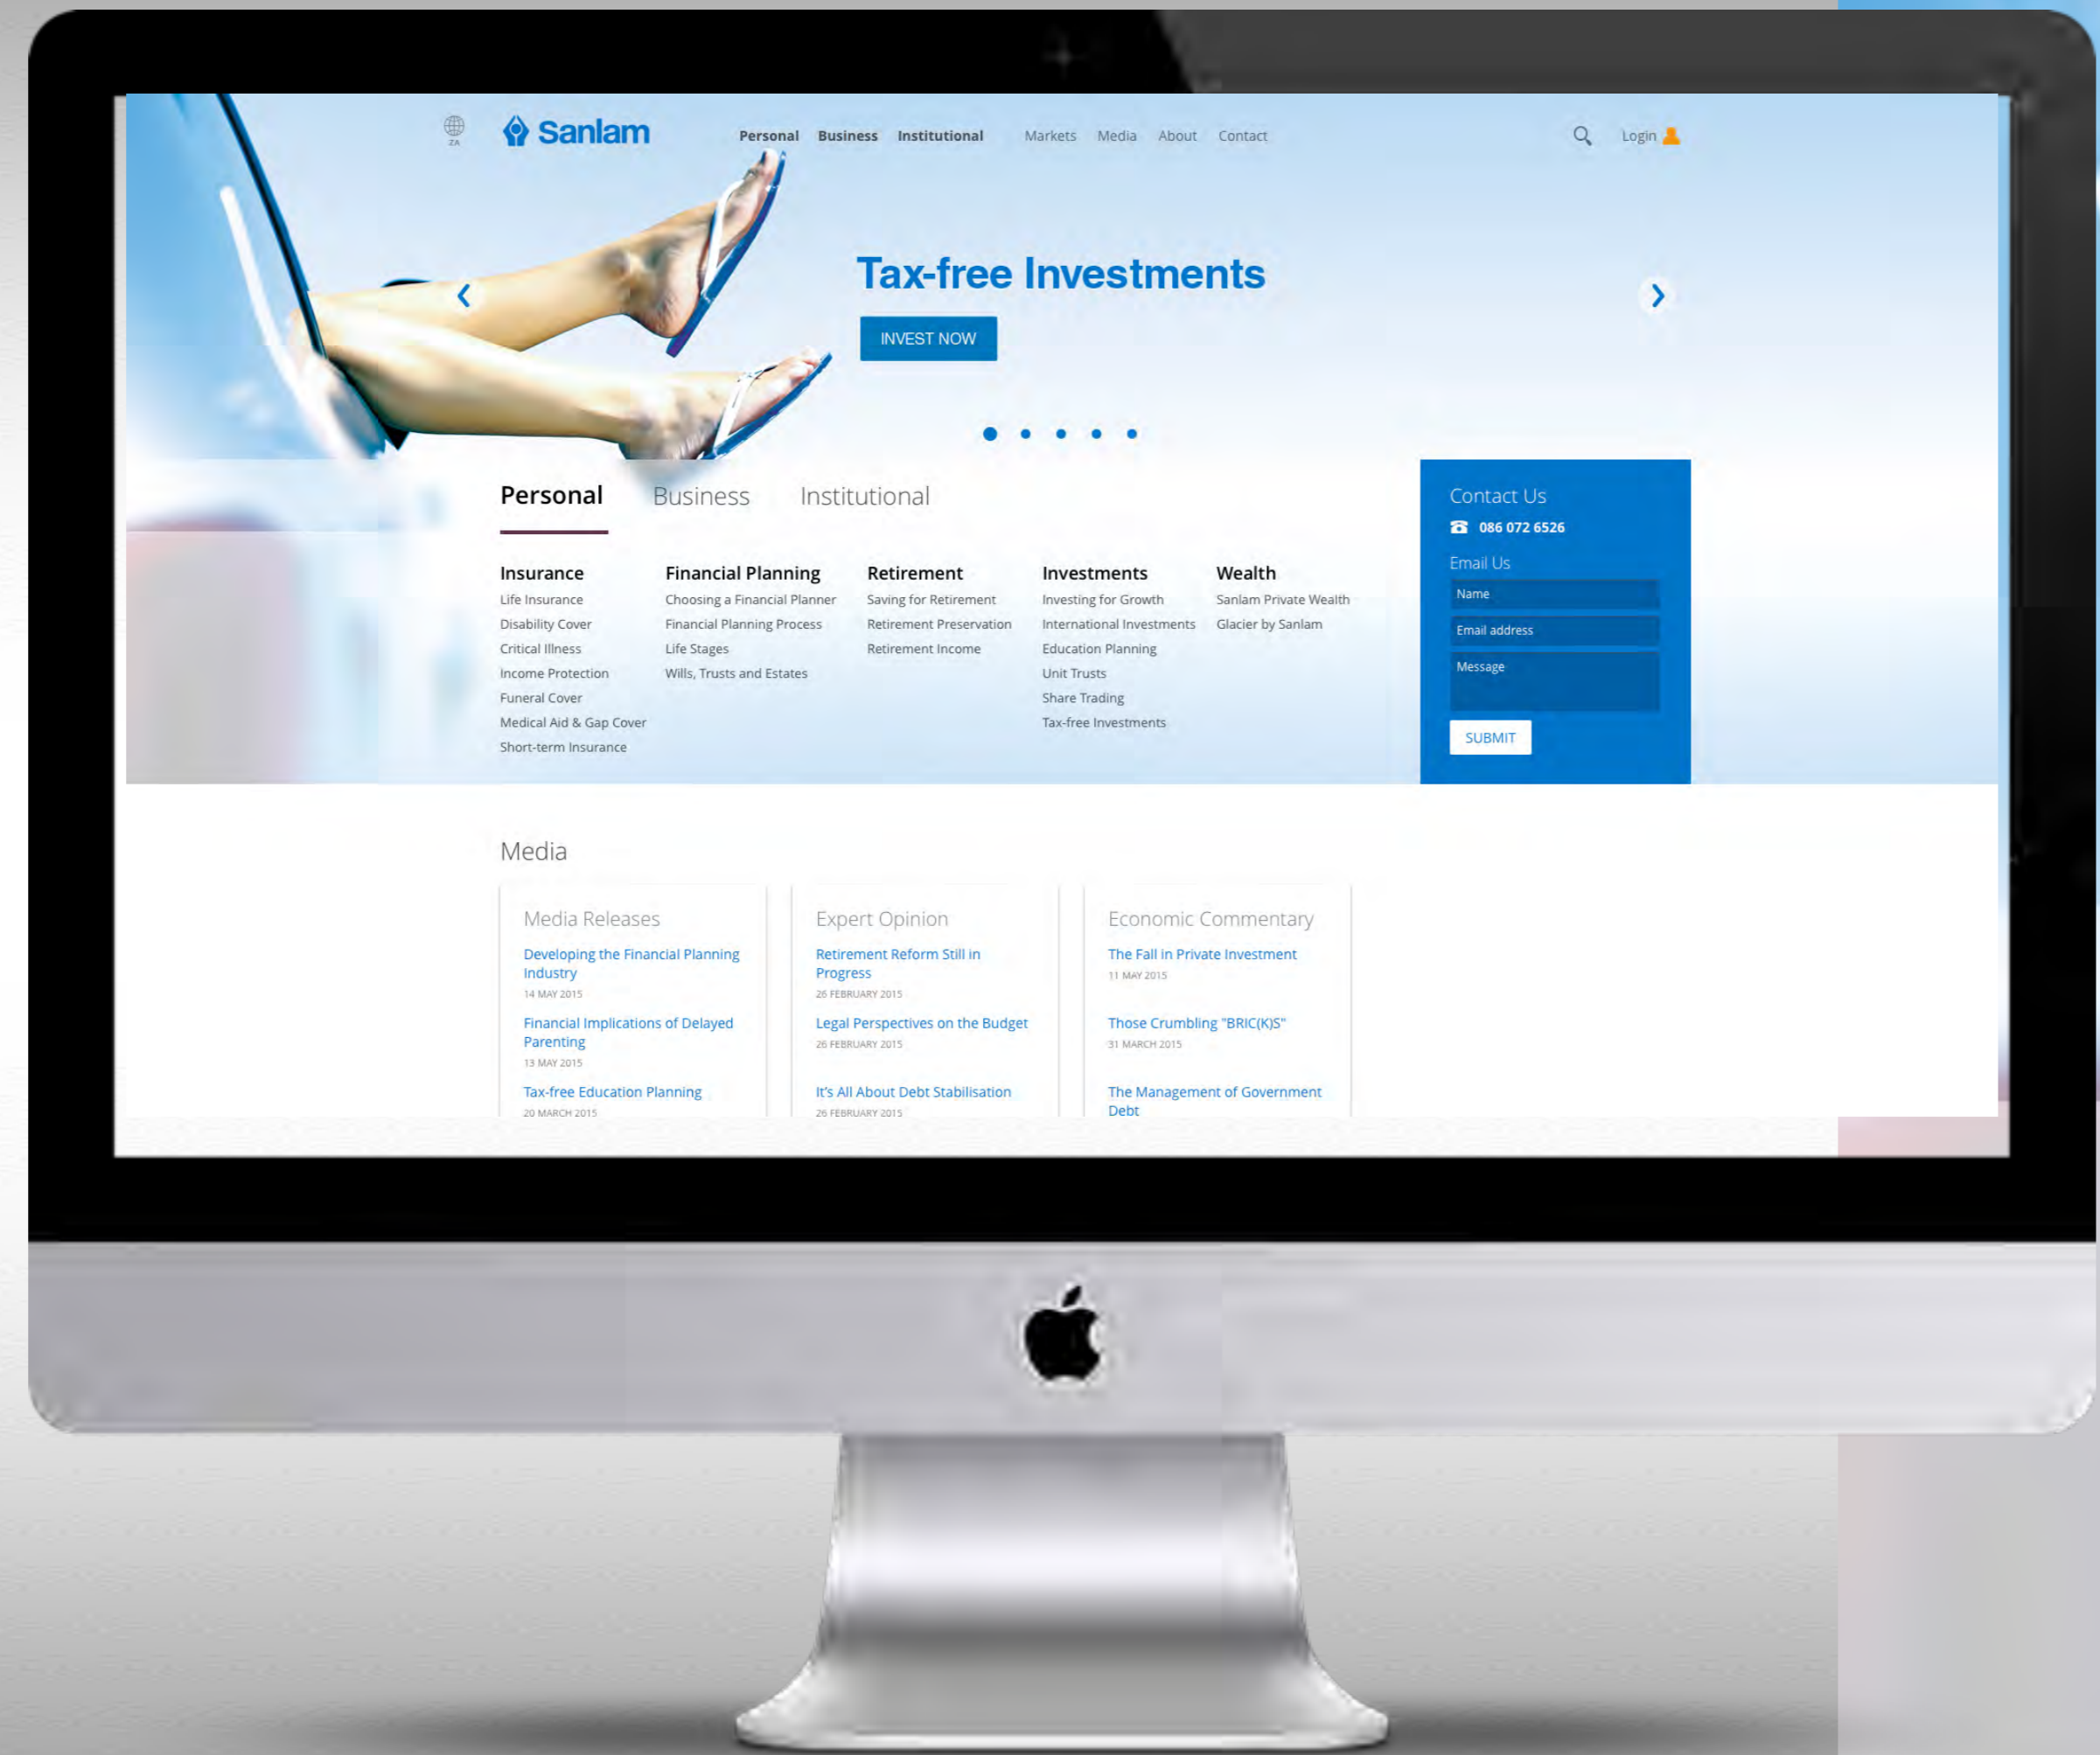 ZA
Sanlam
Personal Business Institutional Markets Media About Contact
Login
Tax-free Investments
INVEST NOW
Personal Business Institutional
Insurance
Life Insurance
Disability Cover
Critical Illness
Income Protection
Funeral Cover
Medical Aid & Gap Cover
Short-term Insurance
Financial Planning
Choosing a Financial Planner
Financial Planning Process
Life Stages
Wills, Trusts and Estates
Retirement
Saving for Retirement
Retirement Preservation
Retirement Income
Investments
Investing for Growth
International Investments
Education Planning
Unit Trusts
Share Trading
Tax-free Investments
Wealth
Sanlam Private Wealth
Glacier by Sanlam
Contact Us
086 072 6526
Email Us
Name
Email address
Message
SUBMIT
Media
Media Releases
Developing the Financial Planning
Industry
14 MAY 2015
Financial Implications of Delayed
Parenting
13 MAY 2015
Tax-free Education Planning
20 MARCH 2015
Expert Opinion
Retirement Reform Still in
Progress
26 FEBRUARY 2015
Legal Perspectives on the Budget
26 FEBRUARY 2015
It's All About Debt Stabilisation
26 FEBRUARY 2015
Economic Commentary
The Fall in Private Investment
11 MAY 2015
Those Crumbling "BRIC(K)S"
31 MARCH 2015
The Management of Government
Debt